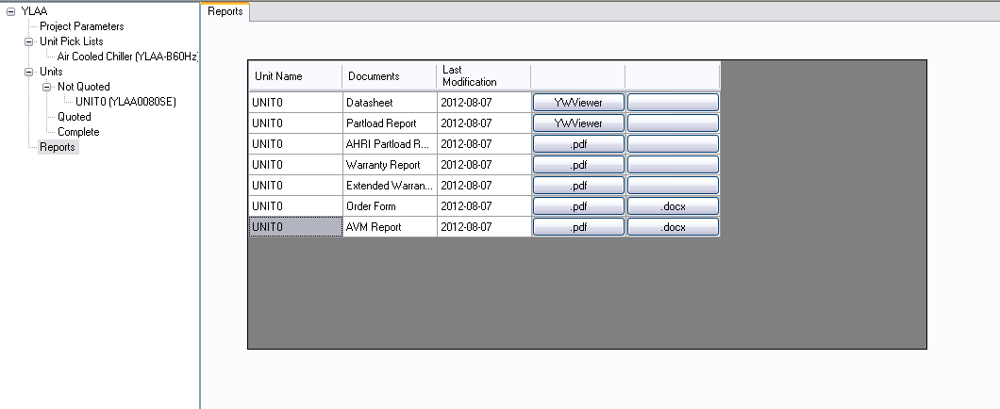 YLAA
Project Parameters
Unit Pick Lists
Air Cooled Chiller (YLAA-B60Hz)
Units
Not Quoted
UNIT0 (YLAA0080SE)
Quoted
Complete
Reports
Reports
Unit Name Documents Last Modification
UNIT0 Datasheet 2012-08-07 YWViewer
UNIT0 Partload Report 2012-08-07 YWViewer
UNIT0 AHRI Partload R... 2012-08-07 .pdf
UNIT0 Warranty Report 2012-08-07 .pdf
UNIT0 Extended Warran... 2012-08-07 .pdf
UNIT0 Order Form 2012-08-07 .pdf .docx
UNIT0 AVM Report 2012-08-07 .pdf .docx